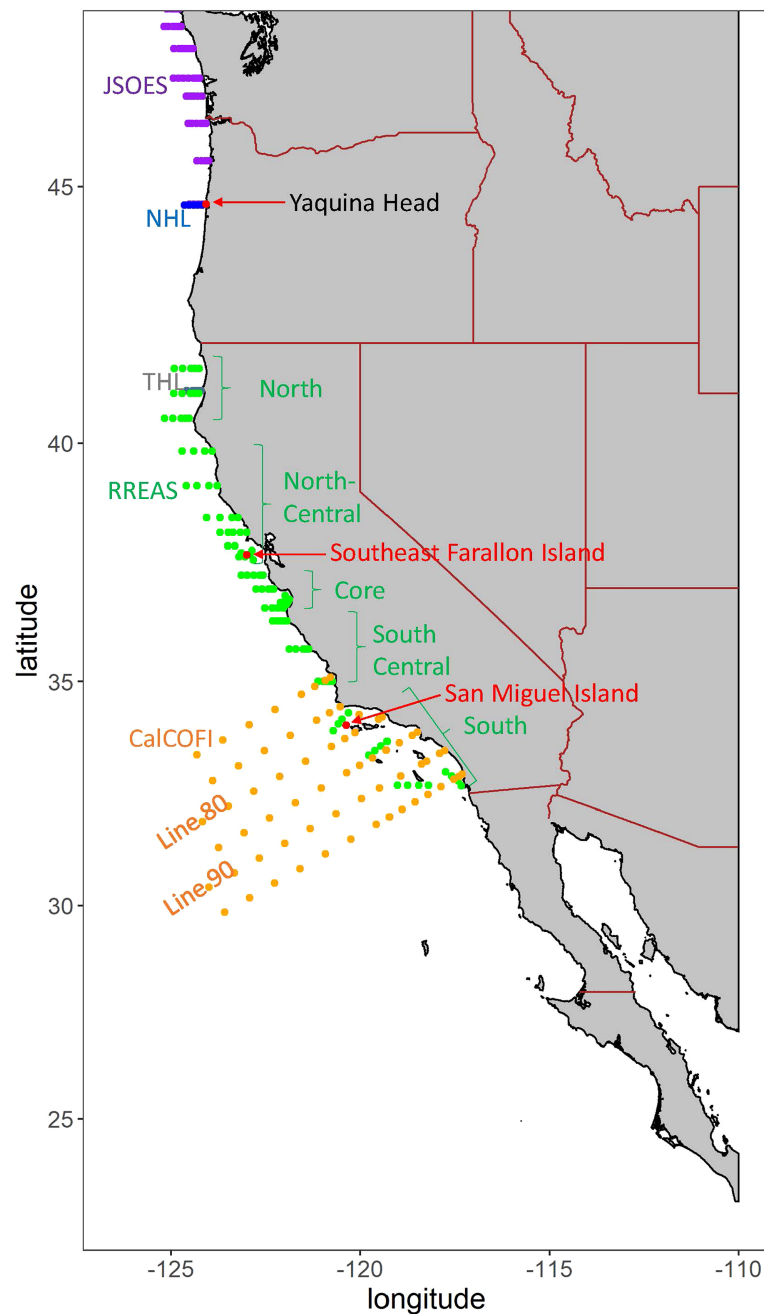 JSOES
45
Yaquina Head
NHL
THL
North
40
RREAS
North-
Central
Southeast Farallon Island
Core
South
Central
35
San Miguel Island
South
CalCOFI
Line 80
Line 90
30
25
latitude
-125
-120
-115
-110
longitude